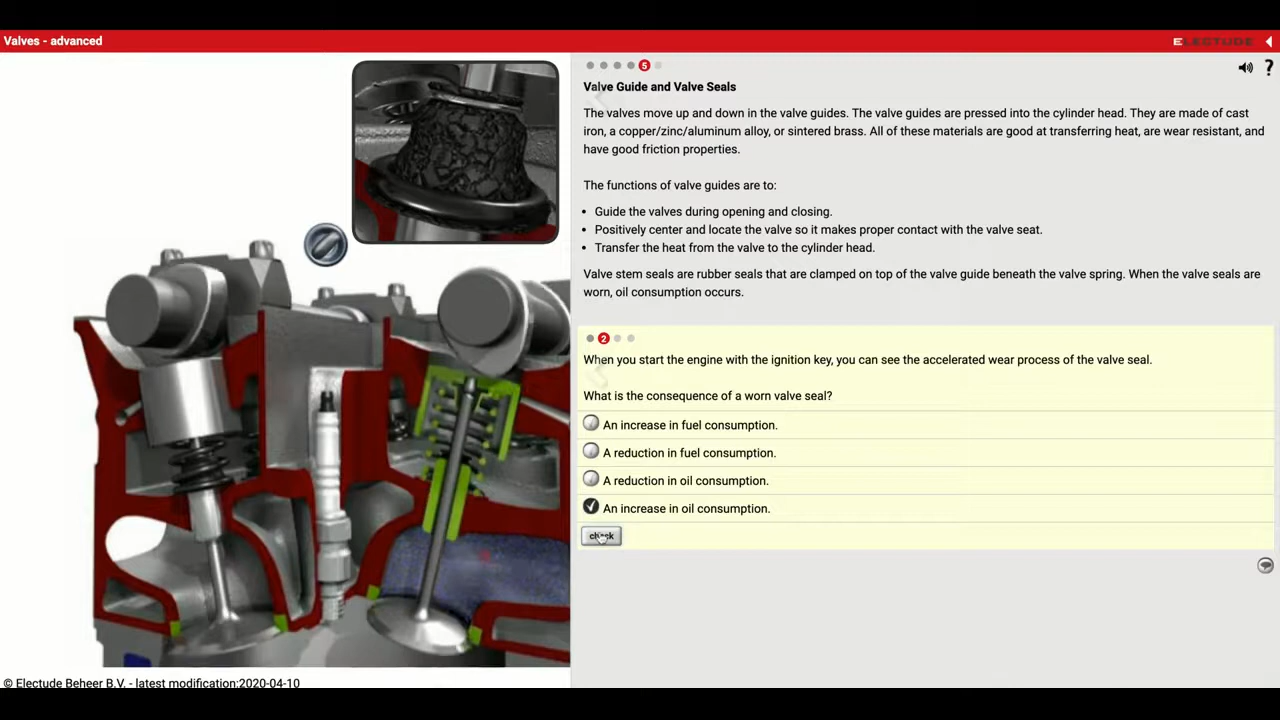 Valves - advanced
ELECTUDE
5
?
Valve Guide and Valve Seals
The valves move up and down in the valve guides. The valve guides are pressed into the cylinder head. They are made of cast
iron, a copper/zinc/aluminum alloy, or sintered brass. All of these materials are good at transferring heat, are wear resistant, and
have good friction properties.
The functions of valve guides are to:
• Guide the valves during opening and closing.
• Positively center and locate the valve so it makes proper contact with the valve seat.
• Transfer the heat from the valve to the cylinder head.
Valve stem seals are rubber seals that are clamped on top of the valve guide beneath the valve spring. When the valve seals are
worn, oil consumption occurs.
2
When you start the engine with the ignition key, you can see the accelerated wear process of the valve seal.
What is the consequence of a worn valve seal?
An increase in fuel consumption.
A reduction in fuel consumption.
A reduction in oil consumption.
An increase in oil consumption.
check
© Electude Beheer B.V. - latest modification:2020-04-10